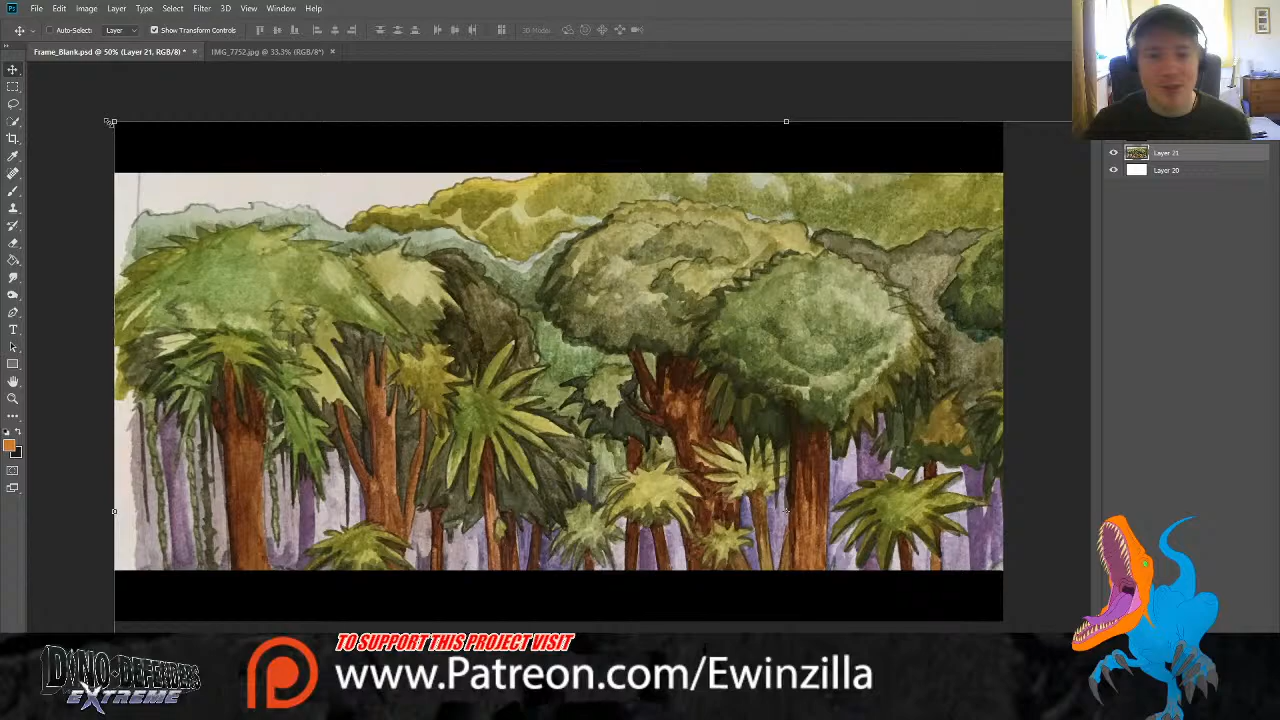 File Edit Image Layer Type Select Filter 3D View Window Help
Auto-Select: Layer Show Transform Controls 3D Mode:
Frame_Blank.psd @ 50% (Layer 21, RGB/8) * × IMG_7752.jpg @ 33.3% (RGB/8*) ×
Layer 21
Layer 20
TO SUPPORT THIS PROJECT VISIT
www.Patreon.com/Ewinzilla
DINO-DEFENDERS
EXTREME